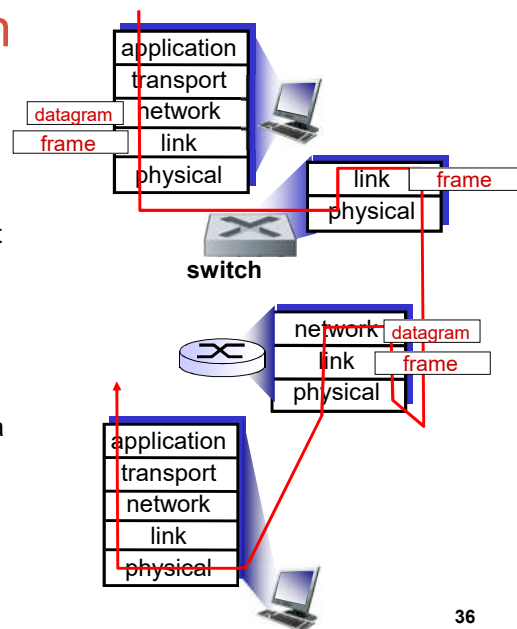 n
application
transport
datagram network
frame link
physical
link frame
physical
t
switch
network datagram
link frame
physical
a
application
transport
network
link
physical
36